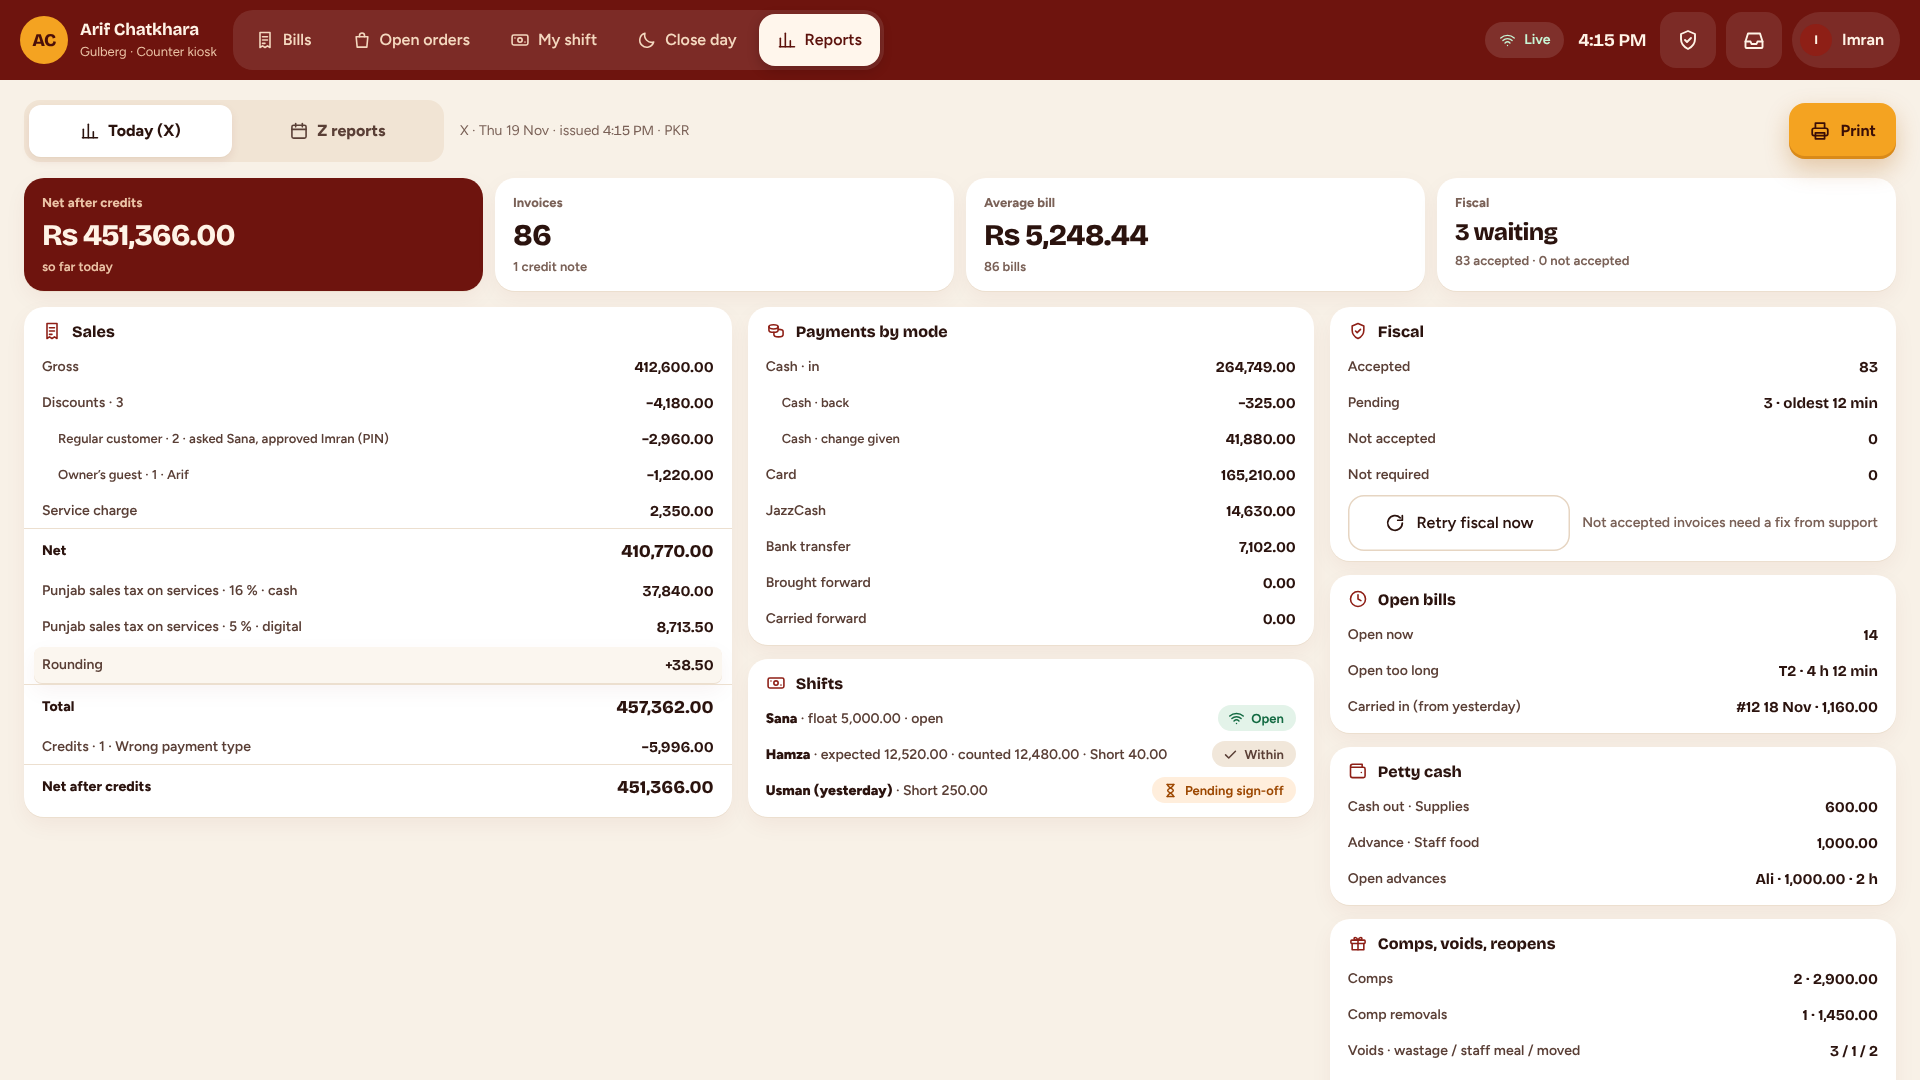 AC
Arif Chatkhara
Gulberg · Counter kiosk
Bills
Open orders
My shift
Close day
Reports
Live
4:15 PM
I
Imran
Today (X)
Z reports
X · Thu 19 Nov · issued 4:15 PM · PKR
Print
Net after credits
Rs 451,366.00
so far today
Invoices
86
1 credit note
Average bill
Rs 5,248.44
86 bills
Fiscal
3 waiting
83 accepted · 0 not accepted
Sales
Gross 412,600.00
Discounts · 3 −4,180.00
Regular customer · 2 · asked Sana, approved Imran (PIN) −2,960.00
Owner’s guest · 1 · Arif −1,220.00
Service charge 2,350.00
Net 410,770.00
Punjab sales tax on services · 16 % · cash 37,840.00
Punjab sales tax on services · 5 % · digital 8,713.50
Rounding +38.50
Total 457,362.00
Credits · 1 · Wrong payment type −5,996.00
Net after credits 451,366.00
Payments by mode
Cash · in 264,749.00
Cash · back −325.00
Cash · change given 41,880.00
Card 165,210.00
JazzCash 14,630.00
Bank transfer 7,102.00
Brought forward 0.00
Carried forward 0.00
Shifts
Sana · float 5,000.00 · open Open
Hamza · expected 12,520.00 · counted 12,480.00 · Short 40.00 Within
Usman (yesterday) · Short 250.00 Pending sign-off
Fiscal
Accepted 83
Pending 3 · oldest 12 min
Not accepted 0
Not required 0
Retry fiscal now Not accepted invoices need a fix from support
Open bills
Open now 14
Open too long T2 · 4 h 12 min
Carried in (from yesterday) #12 18 Nov · 1,160.00
Petty cash
Cash out · Supplies 600.00
Advance · Staff food 1,000.00
Open advances Ali · 1,000.00 · 2 h
Comps, voids, reopens
Comps 2 · 2,900.00
Comp removals 1 · 1,450.00
Voids · wastage / staff meal / moved 3 / 1 / 2